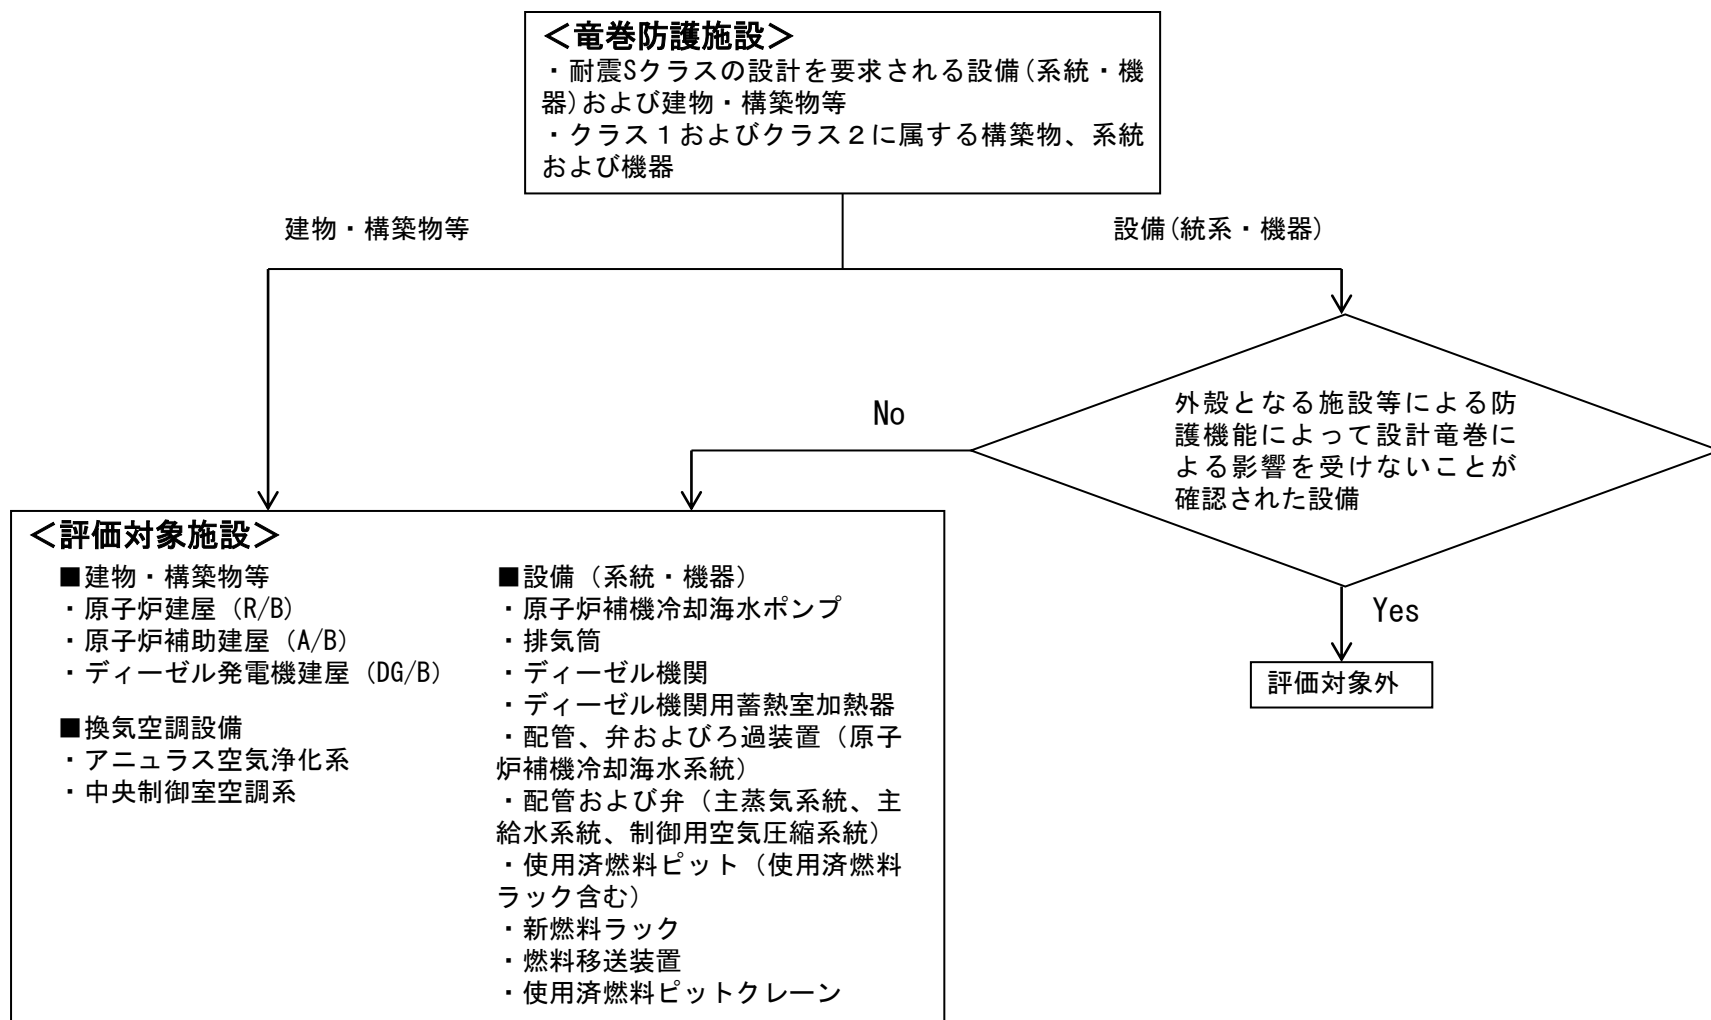 ＜竜巻防護施設＞
・耐震Sクラスの設計を要求される設備(系統・機
器)および建物・構築物等
・クラス１およびクラス２に属する構築物、系統
および機器
建物・構築物等
設備(統系・機器)
No
外殻となる施設等による防
護機能によって設計竜巻に
よる影響を受けないことが
確認された設備
Yes
評価対象外
＜評価対象施設＞
■建物・構築物等
・原子炉建屋（R/B）
・原子炉補助建屋（A/B）
・ディーゼル発電機建屋（DG/B）
■換気空調設備
・アニュラス空気浄化系
・中央制御室空調系
■設備（系統・機器）
・原子炉補機冷却海水ポンプ
・排気筒
・ディーゼル機関
・ディーゼル機関用蓄熱室加熱器
・配管、弁およびろ過装置（原子
炉補機冷却海水系統）
・配管および弁（主蒸気系統、主
給水系統、制御用空気圧縮系統）
・使用済燃料ピット（使用済燃料
ラック含む）
・新燃料ラック
・燃料移送装置
・使用済燃料ピットクレーン